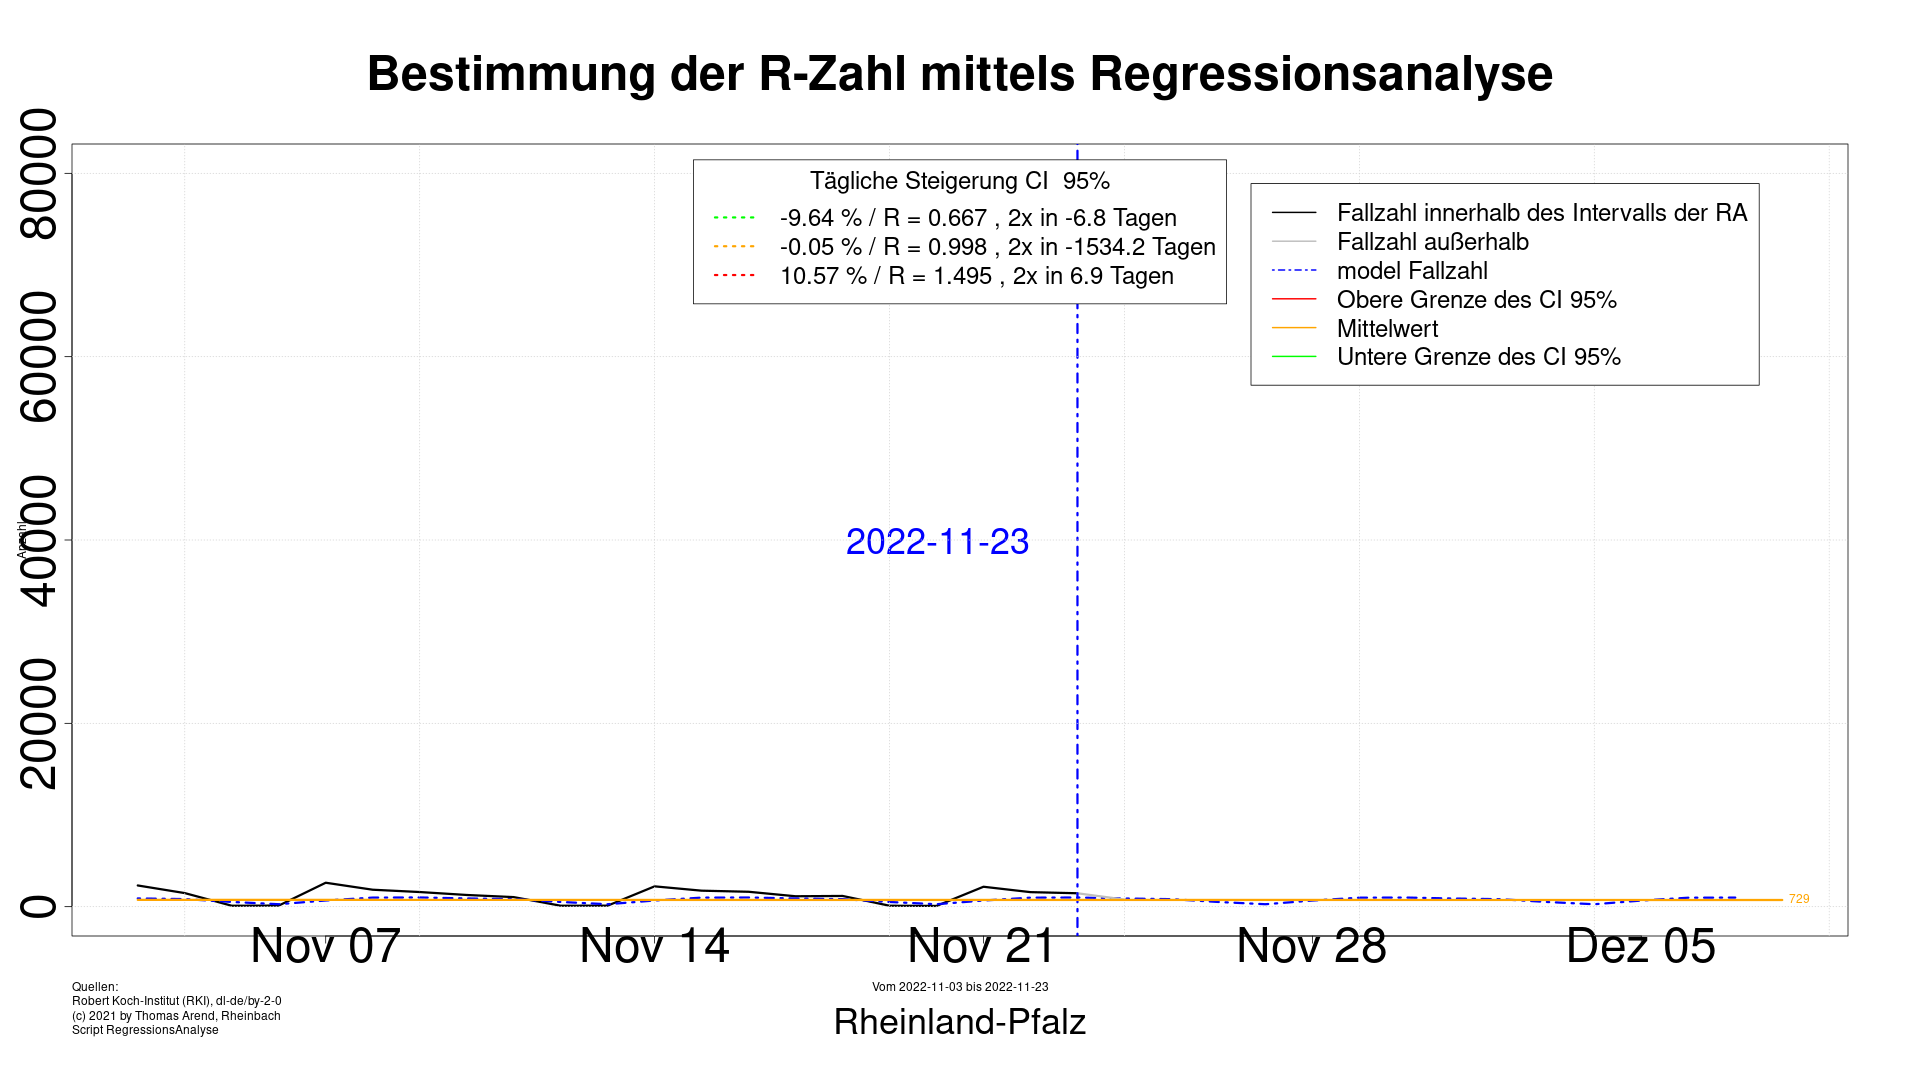 Bestimmung der R-Zahl mittels Regressionsanalyse
Anzahl
80000
60000
40000
20000
0
Tägliche Steigerung CI  95%
-9.64 % / R = 0.667 , 2x in -6.8 Tagen
-0.05 % / R = 0.998 , 2x in -1534.2 Tagen
10.57 % / R = 1.495 , 2x in 6.9 Tagen
Fallzahl innerhalb des Intervalls der RA
Fallzahl außerhalb
model Fallzahl
Obere Grenze des CI 95%
Mittelwert
Untere Grenze des CI 95%
2022-11-23
729
Nov 07 Nov 14 Nov 21 Nov 28 Dez 05
Quellen:
Robert Koch-Institut (RKI), dl-de/by-2-0
(c) 2021 by Thomas Arend, Rheinbach
Script RegressionsAnalyse
Vom 2022-11-03 bis 2022-11-23
Rheinland-Pfalz